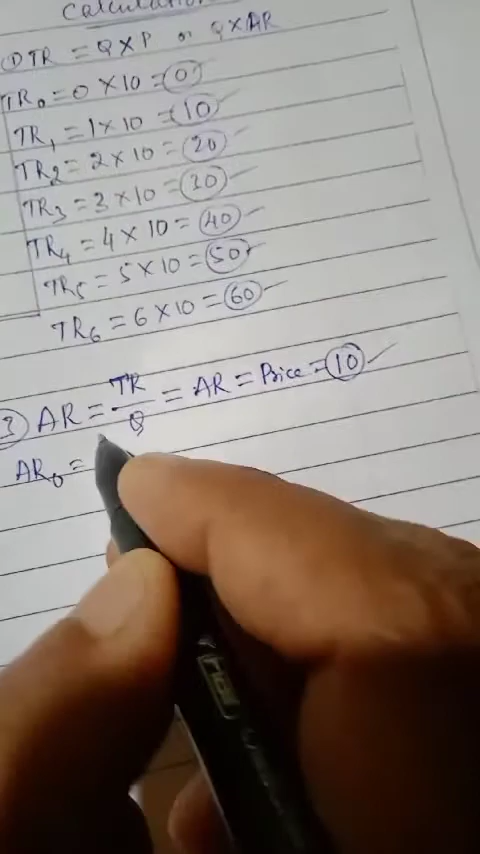 Calculation
① TR = Q × P or Q × AR
TR₀ = 0 × 10 = 0
TR₁ = 1 × 10 = 10
TR₂ = 2 × 10 = 20
TR₃ = 3 × 10 = 30
TR₄ = 4 × 10 = 40
TR₅ = 5 × 10 = 50
TR₆ = 6 × 10 = 60
AR = TR/Q = AR = Price = 10
AR₀ =